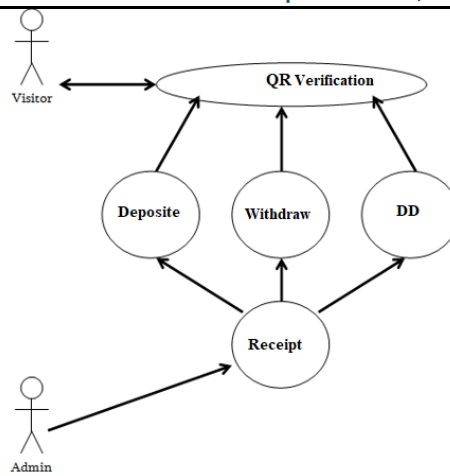 QR Verification
Visitor
Deposite
Withdraw
DD
Receipt
Admin